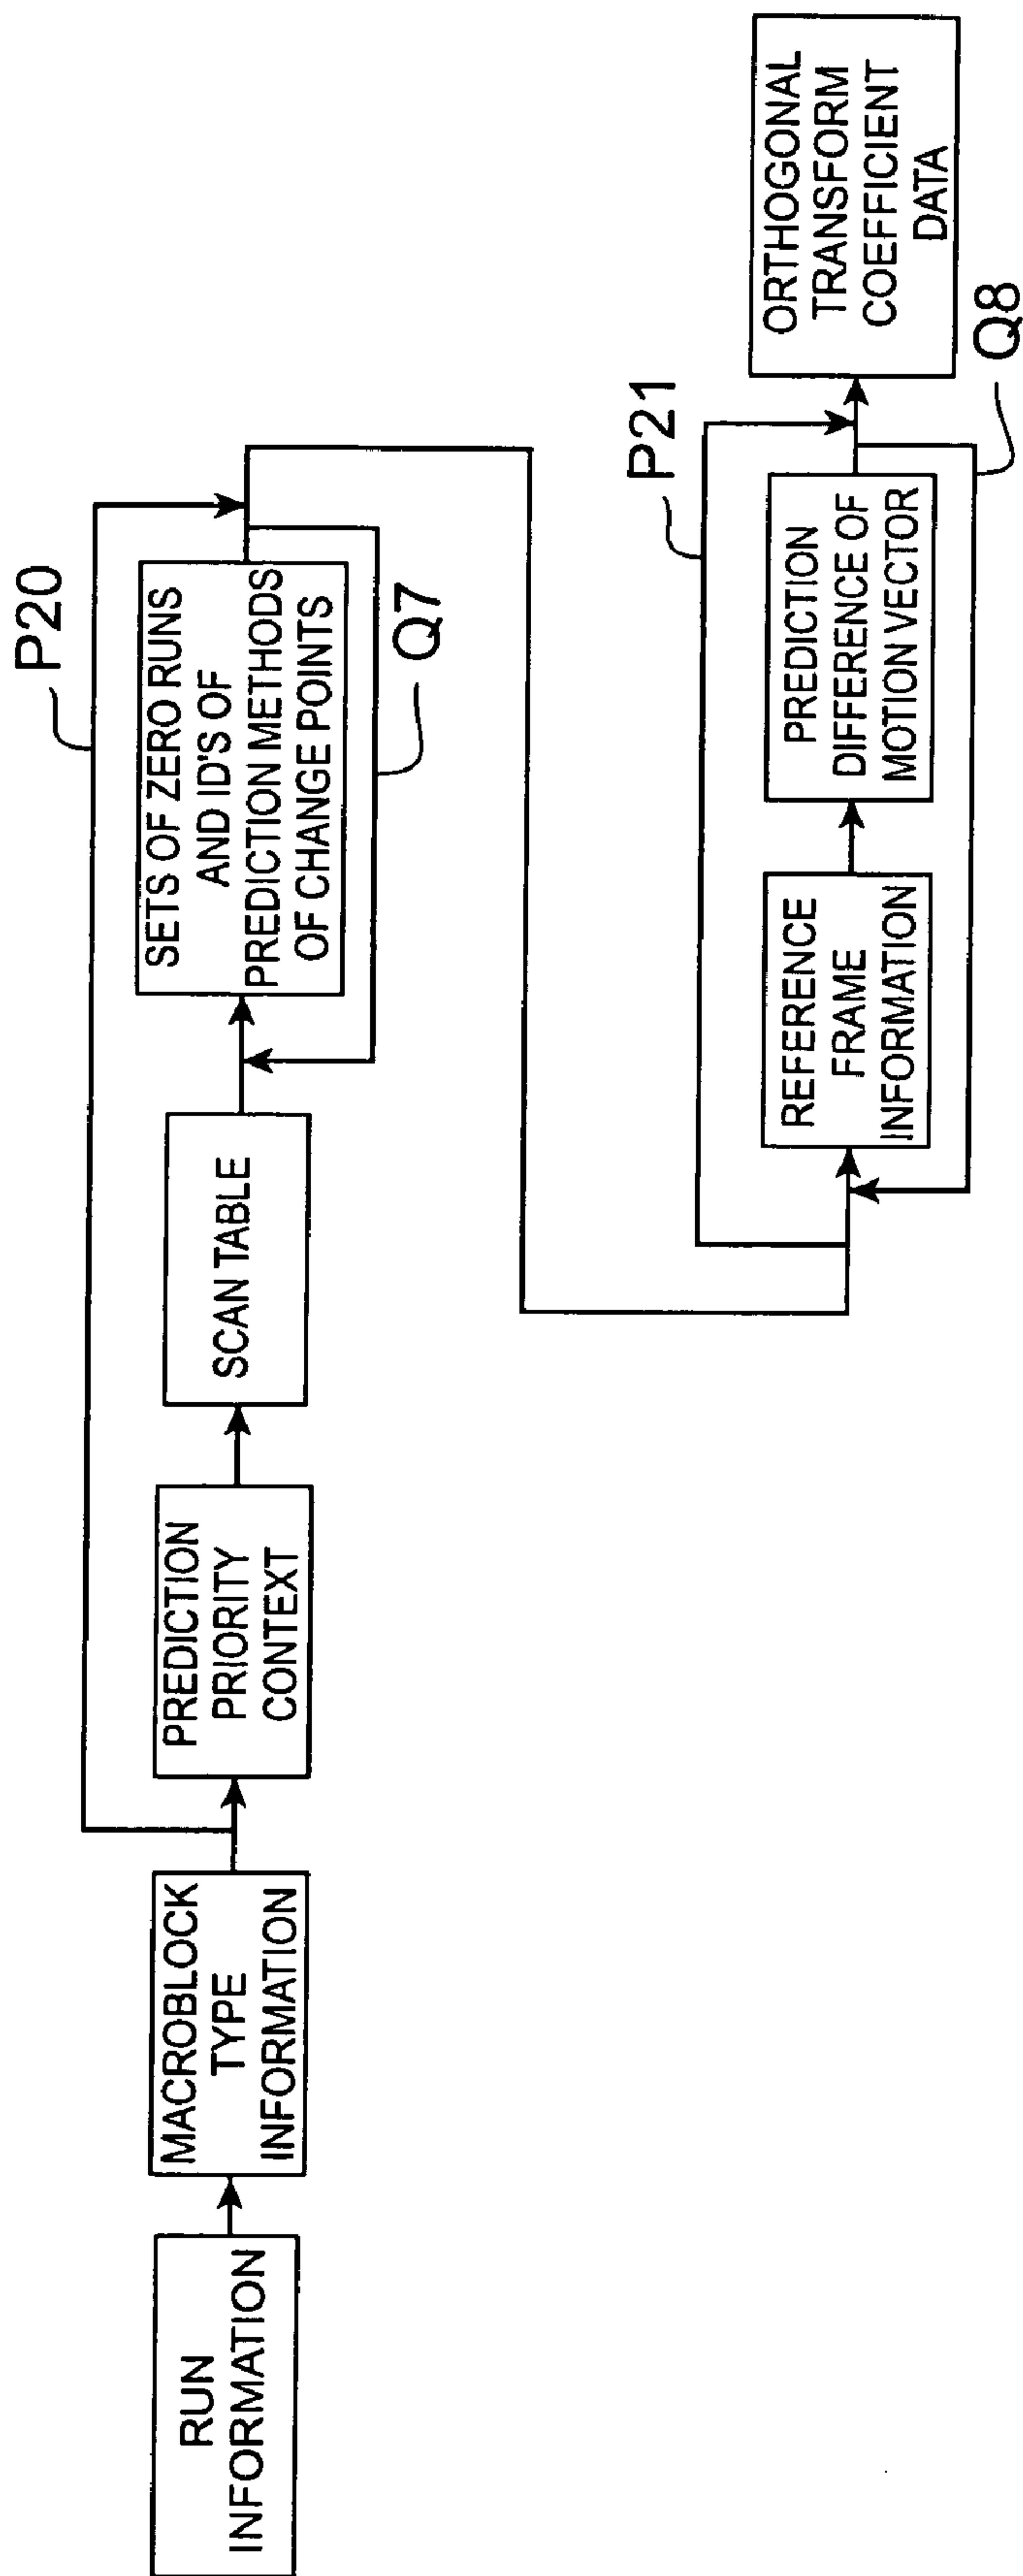 RUN
INFORMATION
MACROBLOCK
TYPE
INFORMATION
PREDICTION
PRIORITY
CONTEXT
SCAN TABLE
SETS OF ZERO RUNS
AND ID'S OF
PREDICTION METHODS
OF CHANGE POINTS
P20
Q7
REFERENCE
FRAME
INFORMATION
PREDICTION
DIFFERENCE OF
MOTION VECTOR
P21
Q8
ORTHOGONAL
TRANSFORM
COEFFICIENT
DATA